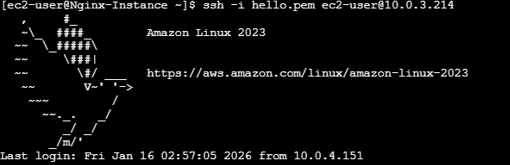 [ec2-user@Nginx-Instance ~]$ ssh -i hello.pem ec2-user@10.0.3.214
   ,     #_
   ~\_  ####_        Amazon Linux 2023
  ~~  \_#####\
  ~~     \###|
  ~~       \#/ ___   https://aws.amazon.com/linux/amazon-linux-2023
   ~~       V~' '->
    ~~~         /
      ~~._.   _/
         _/ _/
       _/m/'
Last login: Fri Jan 16 02:57:05 2026 from 10.0.4.151